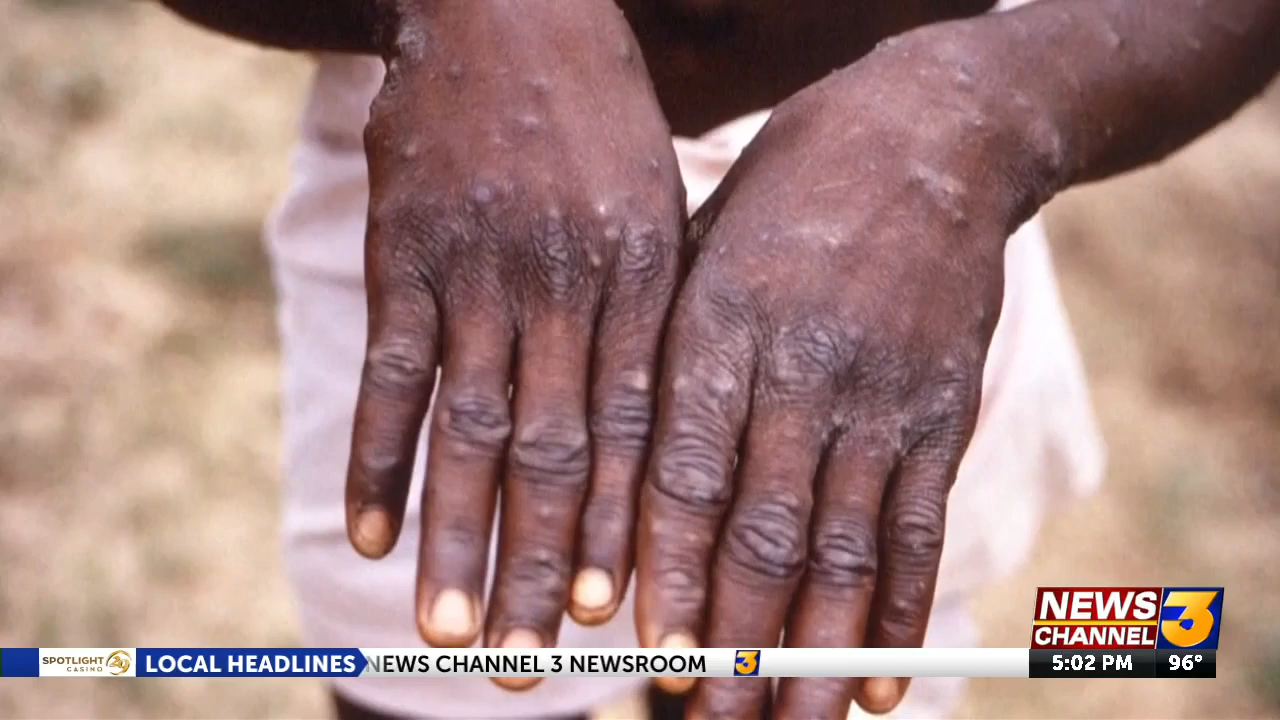 NEWS
CHANNEL 3
SPOTLIGHT 29
CASINO
LOCAL HEADLINES
NEWS CHANNEL 3 NEWSROOM 3
5:02 PM 96°